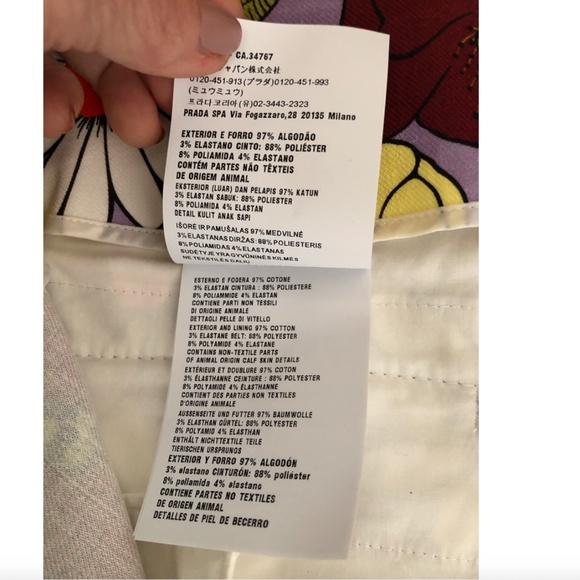 CA.34767
ャパン株式会社
0120-451-913(プラダ)0120-451-993
(ミュウミュウ)
프라다코리아(유)02-3443-2323
PRADA SPA Via Fogazzaro,28 20135 Milano
EXTERIOR E FORRO 97% ALGODÃO
3% ELASTANO CINTO: 88% POLIÉSTER
8% POLIAMIDA 4% ELASTANO
CONTÉM PARTES NÃO TÊXTEIS
DE ORIGEM ANIMAL
EKSTERIOR (LUAR) DAN PELAPIS 97% KATUN
3% ELASTAN SABUK: 88% POLIESTER
8% POLIAMIDA 4% ELASTAN
DETAIL KULIT ANAK SAPI
IŠORĖ IR PAMUŠALAS 97% MEDVILNĖ
3% ELASTANAS DIRŽAS: 88% POLIESTERIS
8% POLIAMIDAS 4% ELASTANAS
SUDĖTYJE YRA GYVŪNINĖS KILMĖS
NE TEKSTILĖS DALIŲ
ESTERNO E FODERA 97% COTONE
3% ELASTAN CINTURA : 88% POLIESTERE
8% POLIAMMIDE 4% ELASTAN
CONTIENE PARTI NON TESSILI
DI ORIGINE ANIMALE
DETTAGLI PELLE DI VITELLO
EXTERIOR AND LINING 97% COTTON
3% ELASTANE BELT: 88% POLYESTER
8% POLYAMIDE 4% ELASTANE
CONTAINS NON-TEXTILE PARTS
OF ANIMAL ORIGIN CALF SKIN DETAILS
EXTÉRIEUR ET DOUBLURE 97% COTON
3% ÉLASTHANNE CEINTURE : 88% POLYESTER
8% POLYAMIDE 4% ÉLASTHANNE
CONTIENT DES PARTIES NON TEXTILES
D'ORIGINE ANIMALE
AUSSENSEITE UND FUTTER 97% BAUMWOLLE
3% ELASTHAN GÜRTEL: 88% POLYESTER
8% POLYAMID 4% ELASTHAN
ENTHÄLT NICHTTEXTILE TEILE
TIERISCHEN URSPRUNGS
EXTERIOR Y FORRO 97% ALGODÓN
3% elastano CINTURÓN: 88% poliéster
8% poliamida 4% elastano
CONTIENE PARTES NO TEXTILES
DE ORIGEN ANIMAL
DETALLES DE PIEL DE BECERRO